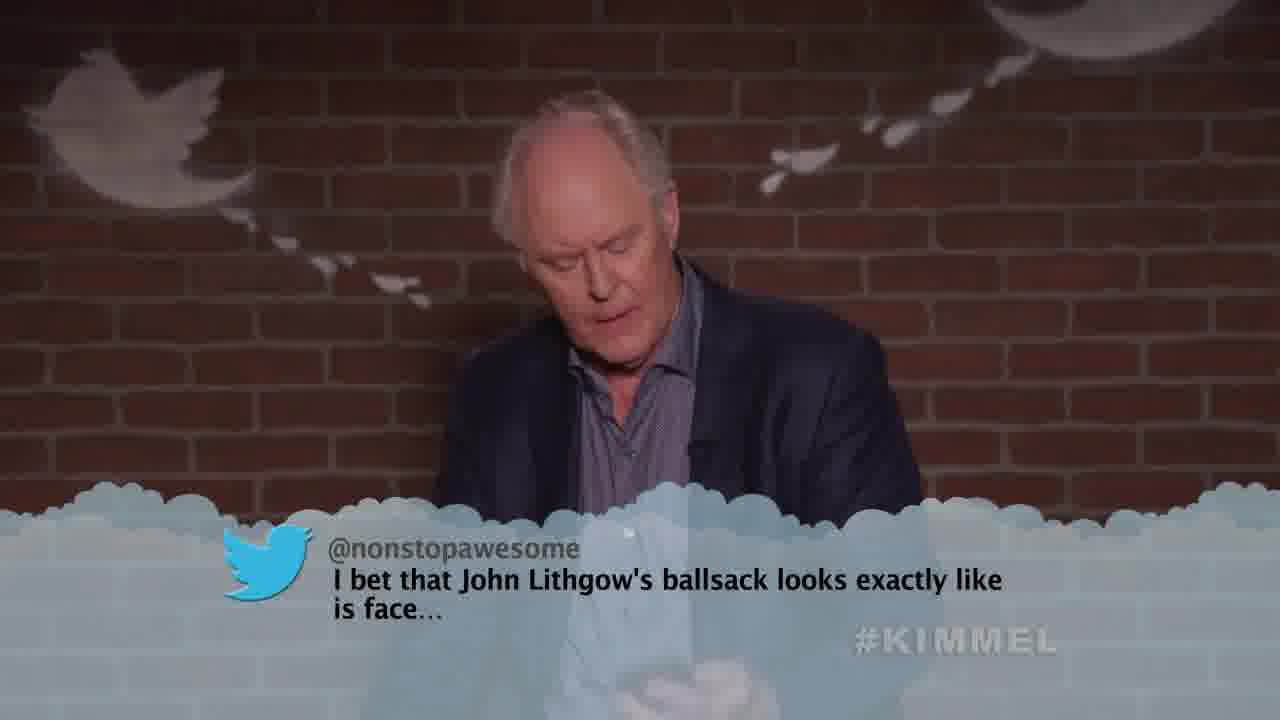 @nonstopawesome
I bet that John Lithgow's ballsack looks exactly like
is face...
#KIMMEL